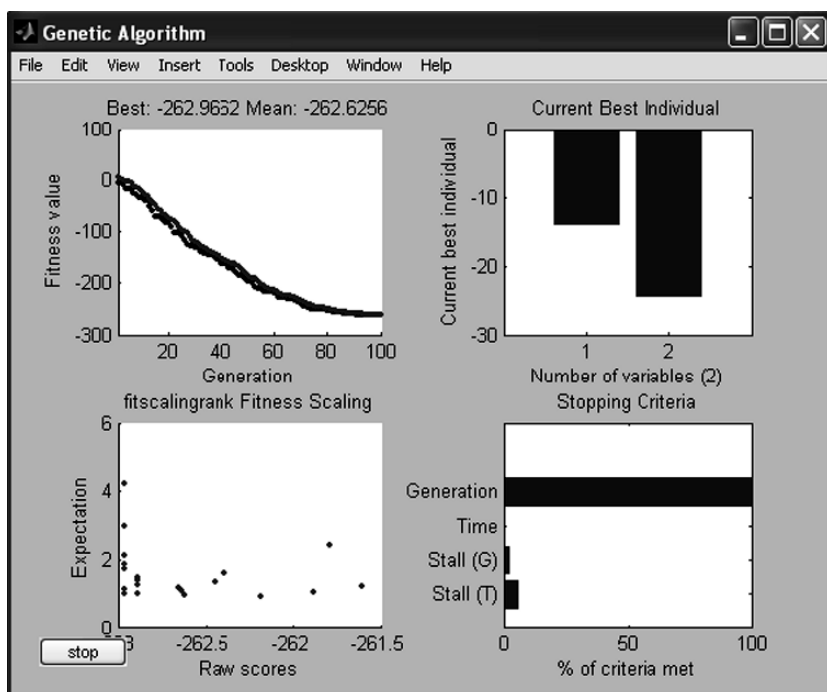 Genetic Algorithm
File Edit View Insert Tools Desktop Window Help
Best: -262.9662 Mean: -262.6256
100
0
-100
-200
-300
Fitness value
20 40 60 80 100
Generation
Current Best Individual
0
-10
-20
-30
Current best individual
1 2
Number of variables (2)
fitscalingrank Fitness Scaling
6
4
2
0
Expectation
-262.5 -262 -261.5
Raw scores
stop
Stopping Criteria
Generation
Time
Stall (G)
Stall (T)
0 50 100
% of criteria met